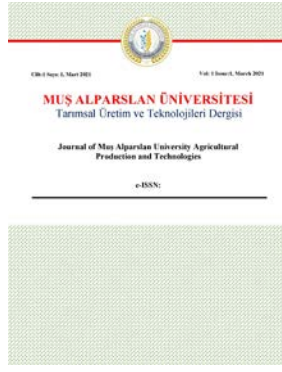 Cilt:1 Sayı: 1, Mart 2021
Vol: 1 Issue:1, March 2021
MUŞ ALPARSLAN ÜNİVERSİTESİ
Tarımsal Üretim ve Teknolojileri Dergisi
Journal of Muş Alparslan University Agricultural
Production and Technologies
e-ISSN: